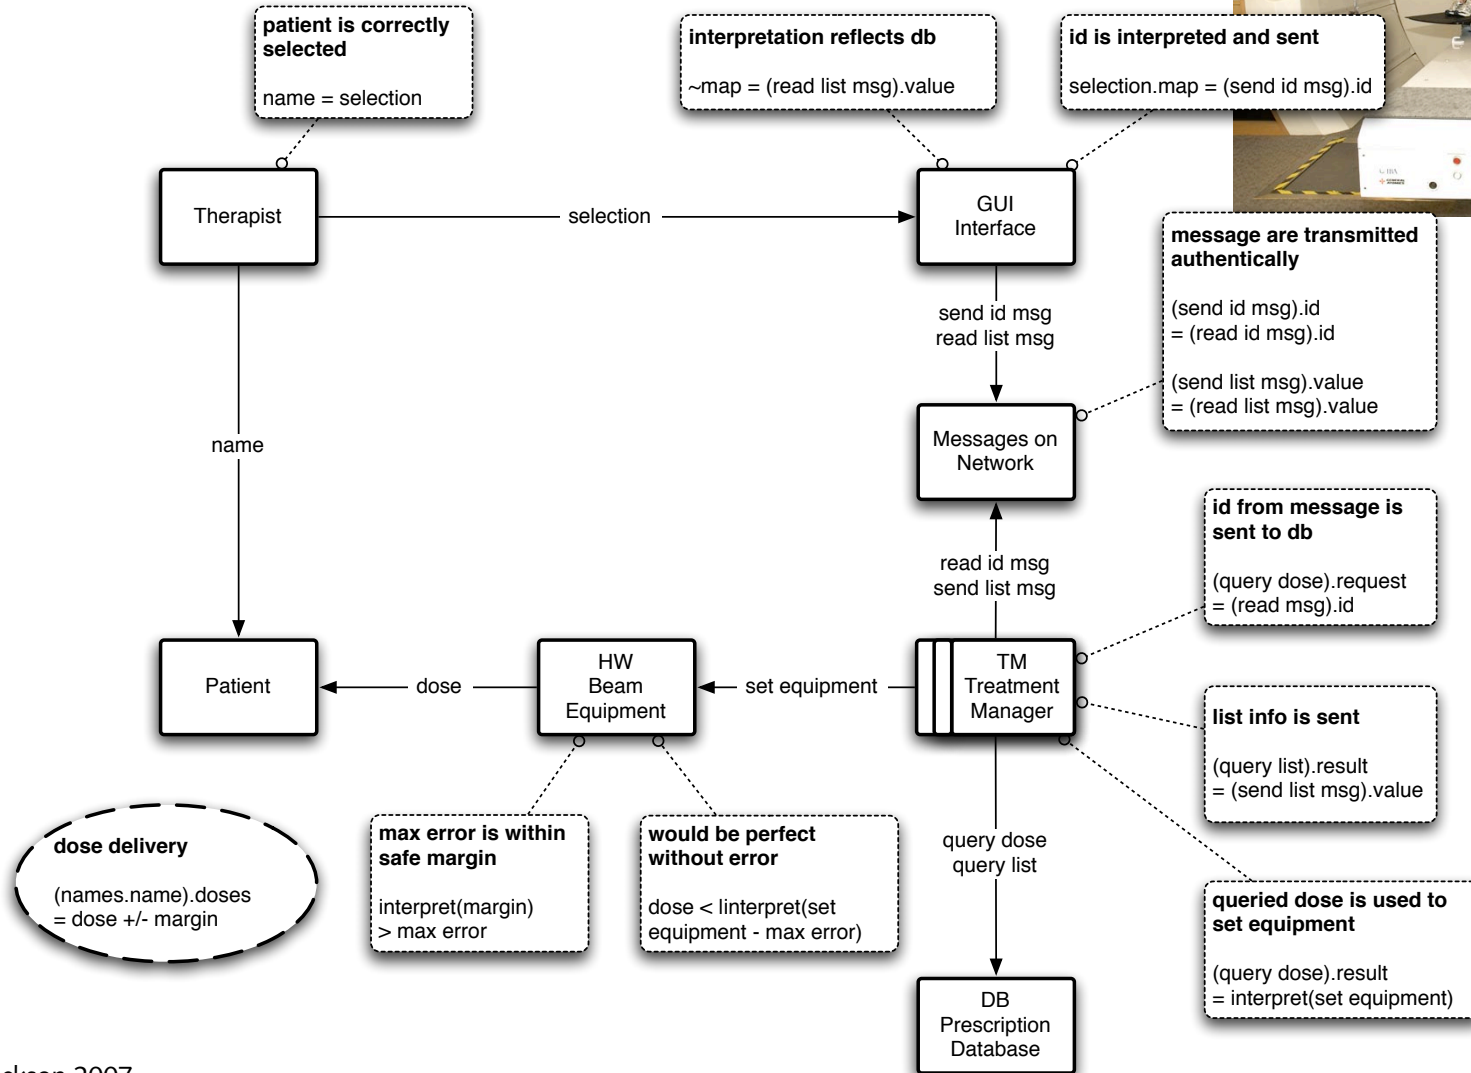 patient is correctly
selected
name = selection
interpretation reflects db
~map = (read list msg).value
id is interpreted and sent
selection.map = (send id msg).id
Therapist
selection
GUI
Interface
message are transmitted
authentically
(send id msg).id
= (read id msg).id
(send list msg).value
= (read list msg).value
send id msg
read list msg
name
Messages on
Network
id from message is
sent to db
(query dose).request
= (read msg).id
read id msg
send list msg
Patient
dose
HW
Beam
Equipment
set equipment
TM
Treatment
Manager
list info is sent
(query list).result
= (send list msg).value
dose delivery
(names.name).doses
= dose +/- margin
max error is within
safe margin
interpret(margin)
> max error
would be perfect
without error
dose < linterpret(set
equipment - max error)
query dose
query list
queried dose is used to
set equipment
(query dose).result
= interpret(set equipment)
DB
Prescription
Database
2007